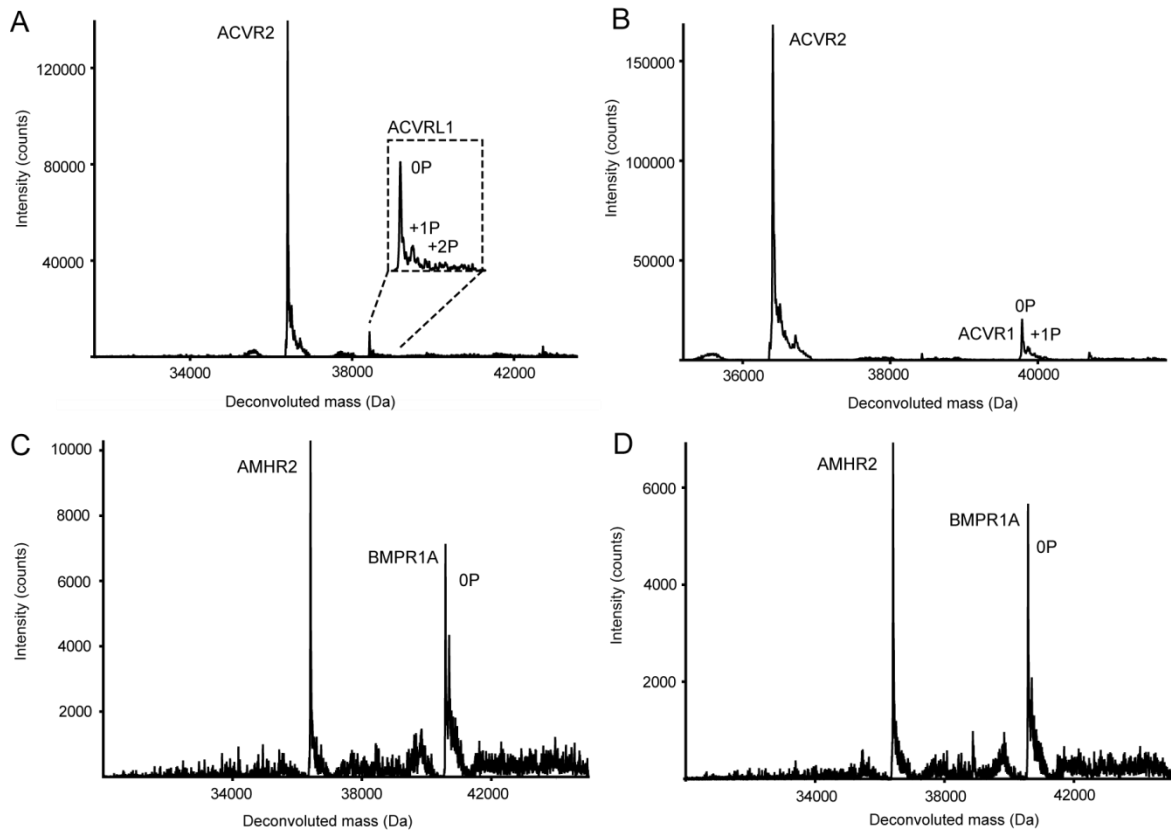 A
ACVR2
ACVRL1
0P
+1P
+2P
120000
80000
40000
Intensity (counts)
34000 38000 42000
Deconvoluted mass (Da)
B
ACVR2
150000
100000
50000
Intensity (counts)
0P
ACVR1 +1P
36000 38000 40000
Deconvoluted mass (Da)
C
AMHR2
BMPR1A
0P
10000
8000
6000
4000
2000
Intensity (counts)
34000 38000 42000
Deconvoluted mass (Da)
D
AMHR2
BMPR1A
0P
6000
4000
2000
Intensity (counts)
34000 38000 42000
Deconvoluted mass (Da)